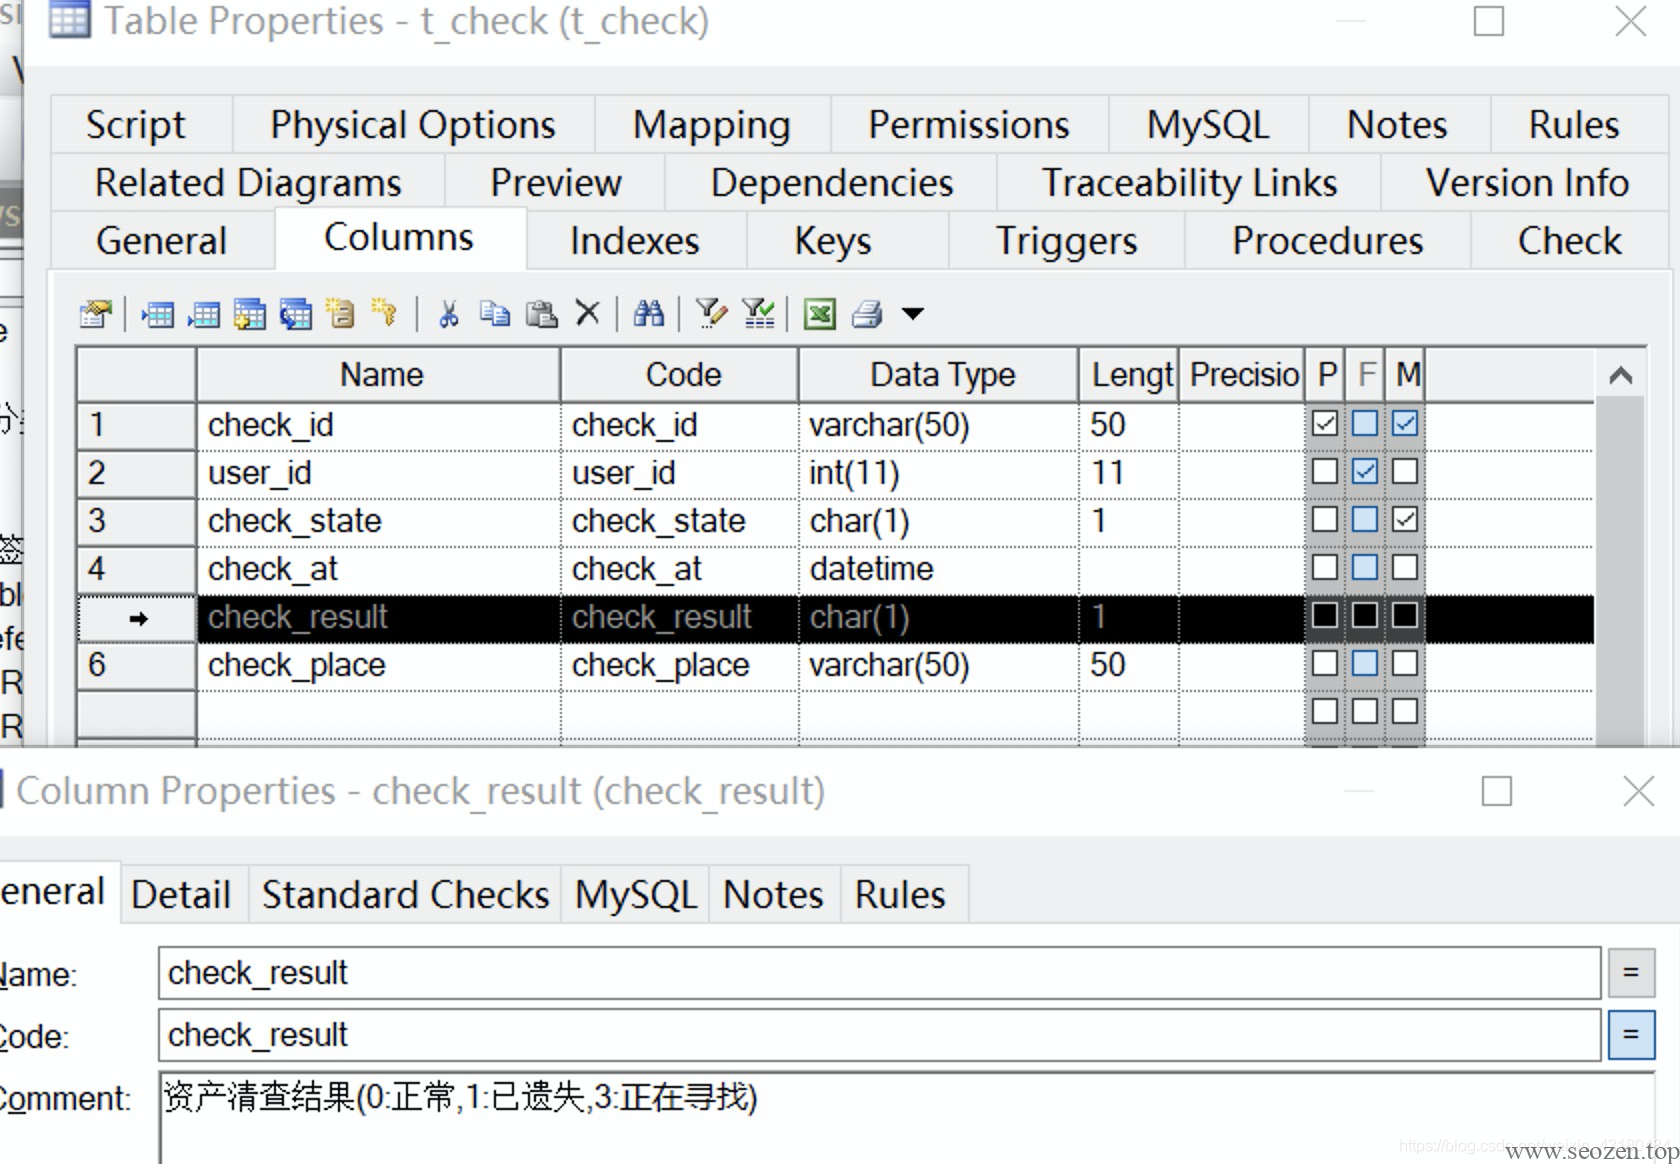 Table Properties - t_check (t_check)
Script Physical Options Mapping Permissions MySQL Notes Rules
Related Diagrams Preview Dependencies Traceability Links Version Info
General Columns Indexes Keys Triggers Procedures Check
Name Code Data Type Lengt Precisio P F M
1 check_id check_id varchar(50) 50
2 user_id user_id int(11) 11
3 check_state check_state char(1) 1
4 check_at check_at datetime
check_result check_result char(1) 1
6 check_place check_place varchar(50) 50
Column Properties - check_result (check_result)
eneral Detail Standard Checks MySQL Notes Rules
Name: check_result =
Code: check_result =
Comment: 资产清查结果(0:正常,1:已遗失,3:正在寻找)
www.seozen.top